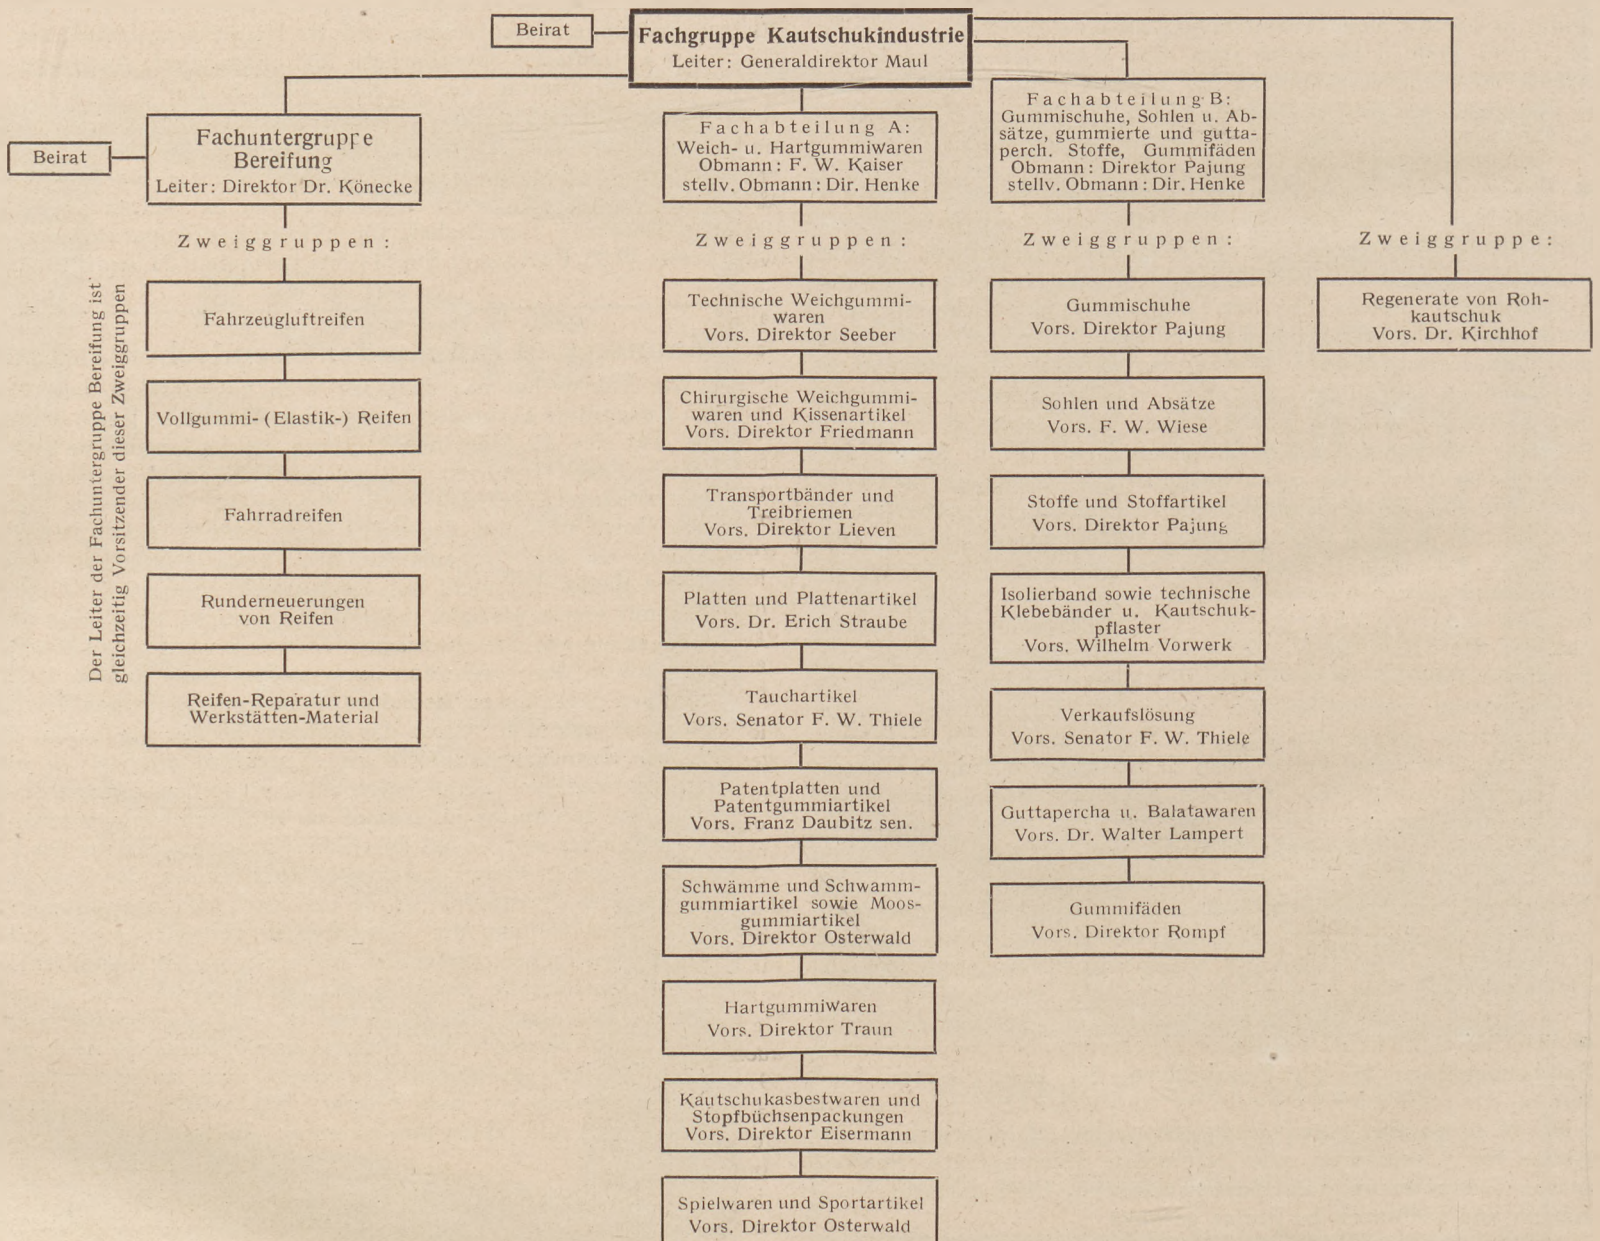 Beirat
Fachgruppe Kautschukindustrie
Leiter: Generaldirektor Maul
Beirat
Fachuntergruppe
Bereifung
Leiter: Direktor Dr. Könecke
Zweiggruppen:
Der Leiter der Fachuntergruppe Bereifung ist
gleichzeitig Vorsitzender dieser Zweiggruppen
Fahrzeugluftreifen
Vollgummi- (Elastik-) Reifen
Fahrradreifen
Runderneuerungen
von Reifen
Reifen-Reparatur und
Werkstätten-Material
Fachabteilung A:
Weich- u. Hartgummiwaren
Obmann: F. W. Kaiser
stellv. Obmann: Dir. Henke
Zweiggruppen:
Technische Weichgummi-
waren
Vors. Direktor Seeber
Chirurgische Weichgummi-
waren und Kissenartikel
Vors. Direktor Friedmann
Transportbänder und
Treibriemen
Vors. Direktor Lieven
Platten und Plattenartikel
Vors. Dr. Erich Straube
Tauchartikel
Vors. Senator F. W. Thiele
Patentplatten und
Patentgummiartikel
Vors. Franz Daubitz sen.
Schwämme und Schwamm-
gummiartikel sowie Moos-
gummiartikel
Vors. Direktor Osterwald
Hartgummiwaren
Vors. Direktor Traun
Kautschukasbestwaren und
Stopfbüchsenpackungen
Vors. Direktor Eisermann
Spielwaren und Sportartikel
Vors. Direktor Osterwald
Fachabteilung B:
Gummischuhe, Sohlen u. Ab-
sätze, gummierte und gutta-
perch. Stoffe, Gummifäden
Obmann: Direktor Pajung
stellv. Obmann: Dir. Henke
Zweiggruppen:
Gummischuhe
Vors. Direktor Pajung
Sohlen und Absätze
Vors. F. W. Wiese
Stoffe und Stoffartikel
Vors. Direktor Pajung
Isolierband sowie technische
Klebebänder u. Kautschuk-
pflaster
Vors. Wilhelm Vorwerk
Verkaufslösung
Vors. Senator F. W. Thiele
Guttapercha u. Balatawaren
Vors. Dr. Walter Lampert
Gummifäden
Vors. Direktor Rompf
Zweiggruppe:
Regenerate von Roh-
kautschuk
Vors. Dr. Kirchhof